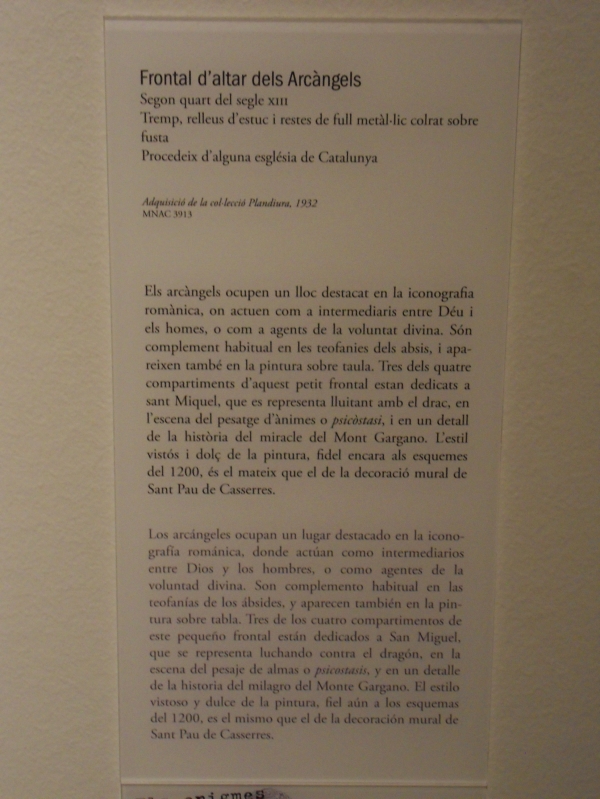 Frontal d'altar dels Arcàngels
Segon quart del segle XIII
Tremp, relleus d'estuc i restes de full metàl·lic colrat sobre
fusta
Procedeix d'alguna església de Catalunya
Adquisició de la col·lecció Plandiura, 1932
MNAC 3913
Els arcàngels ocupen un lloc destacat en la iconografia
romànica, on actuen com a intermediaris entre Déu i
els homes, o com a agents de la voluntat divina. Són
complement habitual en les teofanies dels absis, i apa-
reixen també en la pintura sobre taula. Tres dels quatre
compartiments d'aquest petit frontal estan dedicats a
sant Miquel, que es representa lluitant amb el drac, en
l'escena del pesatge d'ànimes o psicòstasi, i en un detall
de la història del miracle del Mont Gargano. L'estil
vistós i dolç de la pintura, fidel encara als esquemes
del 1200, és el mateix que el de la decoració mural de
Sant Pau de Casserres.
Los arcángeles ocupan un lugar destacado en la icono-
grafía románica, donde actúan como intermediarios
entre Dios y los hombres, o como agentes de la
voluntad divina. Son complemento habitual en las
teofanías de los ábsides, y aparecen también en la pin-
tura sobre tabla. Tres de los cuatro compartimentos de
este pequeño frontal están dedicados a San Miguel,
que se representa luchando contra el dragón, en la
escena del pesaje de almas o psicostasis, y en un detalle
de la historia del milagro del Monte Gargano. El estilo
vistoso y dulce de la pintura, fiel aún a los esquemas
del 1200, es el mismo que el de la decoración mural de
Sant Pau de Casserres.
enigmes